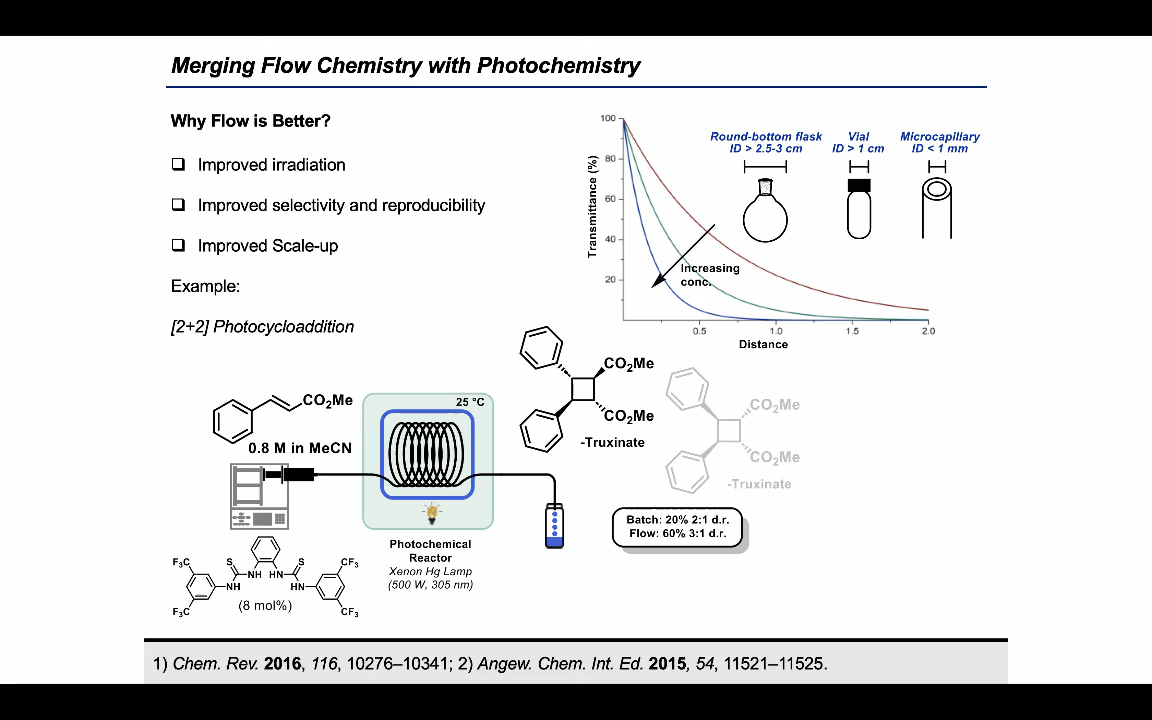 Merging Flow Chemistry with Photochemistry
Why Flow is Better?
❑ Improved irradiation
❑ Improved selectivity and reproducibility
❑ Improved Scale-up
Example:
[2+2] Photocycloaddition
Transmittance (%)
100
80
60
40
20
0.5
1.0
1.5
2.0
Distance
Increasing
conc.
Round-bottom flask
ID > 2.5-3 cm
Vial
ID > 1 cm
Microcapillary
ID < 1 mm
CO₂Me
0.8 M in MeCN
25 °C
Photochemical
Reactor
Xenon Hg Lamp
(500 W, 305 nm)
F₃C
F₃C
S
NH
NH
S
NH
NH
CF₃
CF₃
(8 mol%)
CO₂Me
CO₂Me
-Truxinate
CO₂Me
CO₂Me
-Truxinate
Batch: 20% 2:1 d.r.
Flow: 60% 3:1 d.r.
1) Chem. Rev. 2016, 116, 10276–10341; 2) Angew. Chem. Int. Ed. 2015, 54, 11521–11525.